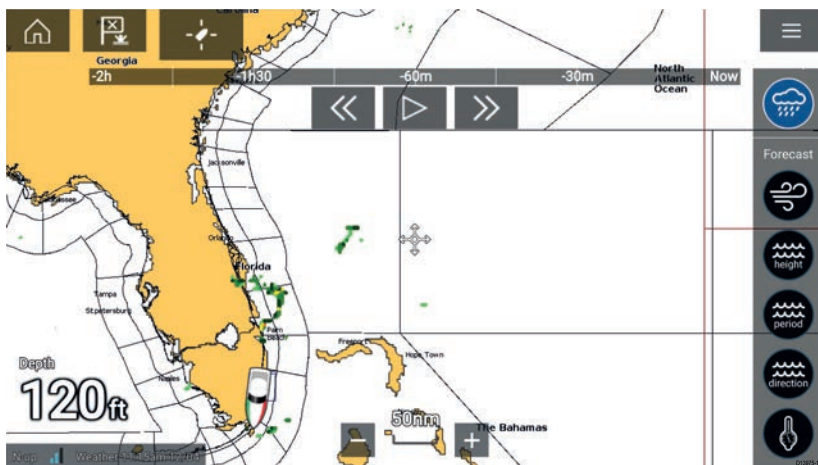 Carolina
Georgia
-2h
-1h30
-60m
-30m
Now
North
Atlantic
Ocean
Forecast
Jacksonville
height
Florida
Tampa
St.petersburg
period
Palm
beach
Freeport
Hope Town
Depth
120ft
Naples
direction
50nm
The Bahamas